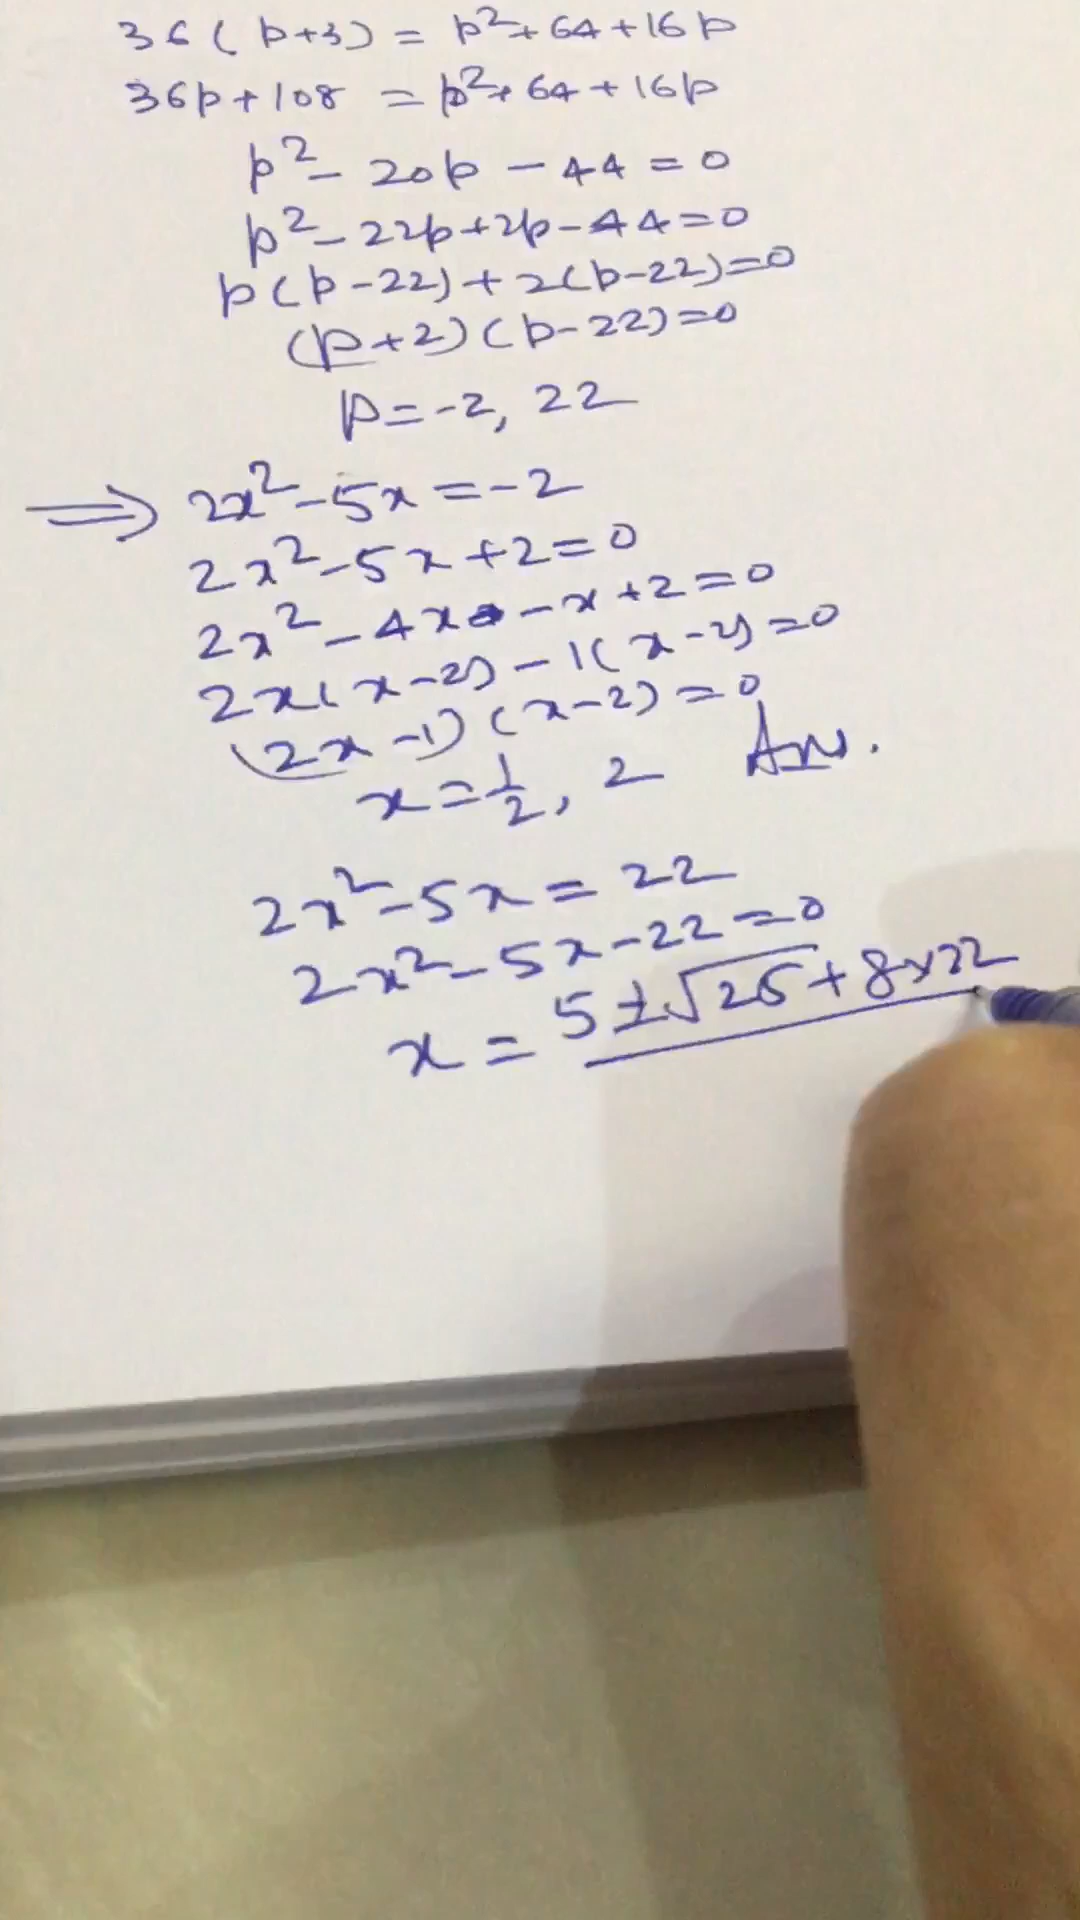 36(p+3) = p²+64+16p
36p+108 = p²+64+16p
p²-20p-44=0
p²-22p+2p-44=0
p(p-22)+2(p-22)=0
(p+2)(p-22)=0
p=-2, 22
⇒ 2x²-5x=-2
2x²-5x+2=0
2x²-4x-x+2=0
2x(x-2)-1(x-2)=0
(2x-1)(x-2)=0
x=1/2, 2 Ans.
2x²-5x=22
2x²-5x-22=0
x=5±√25+8×22